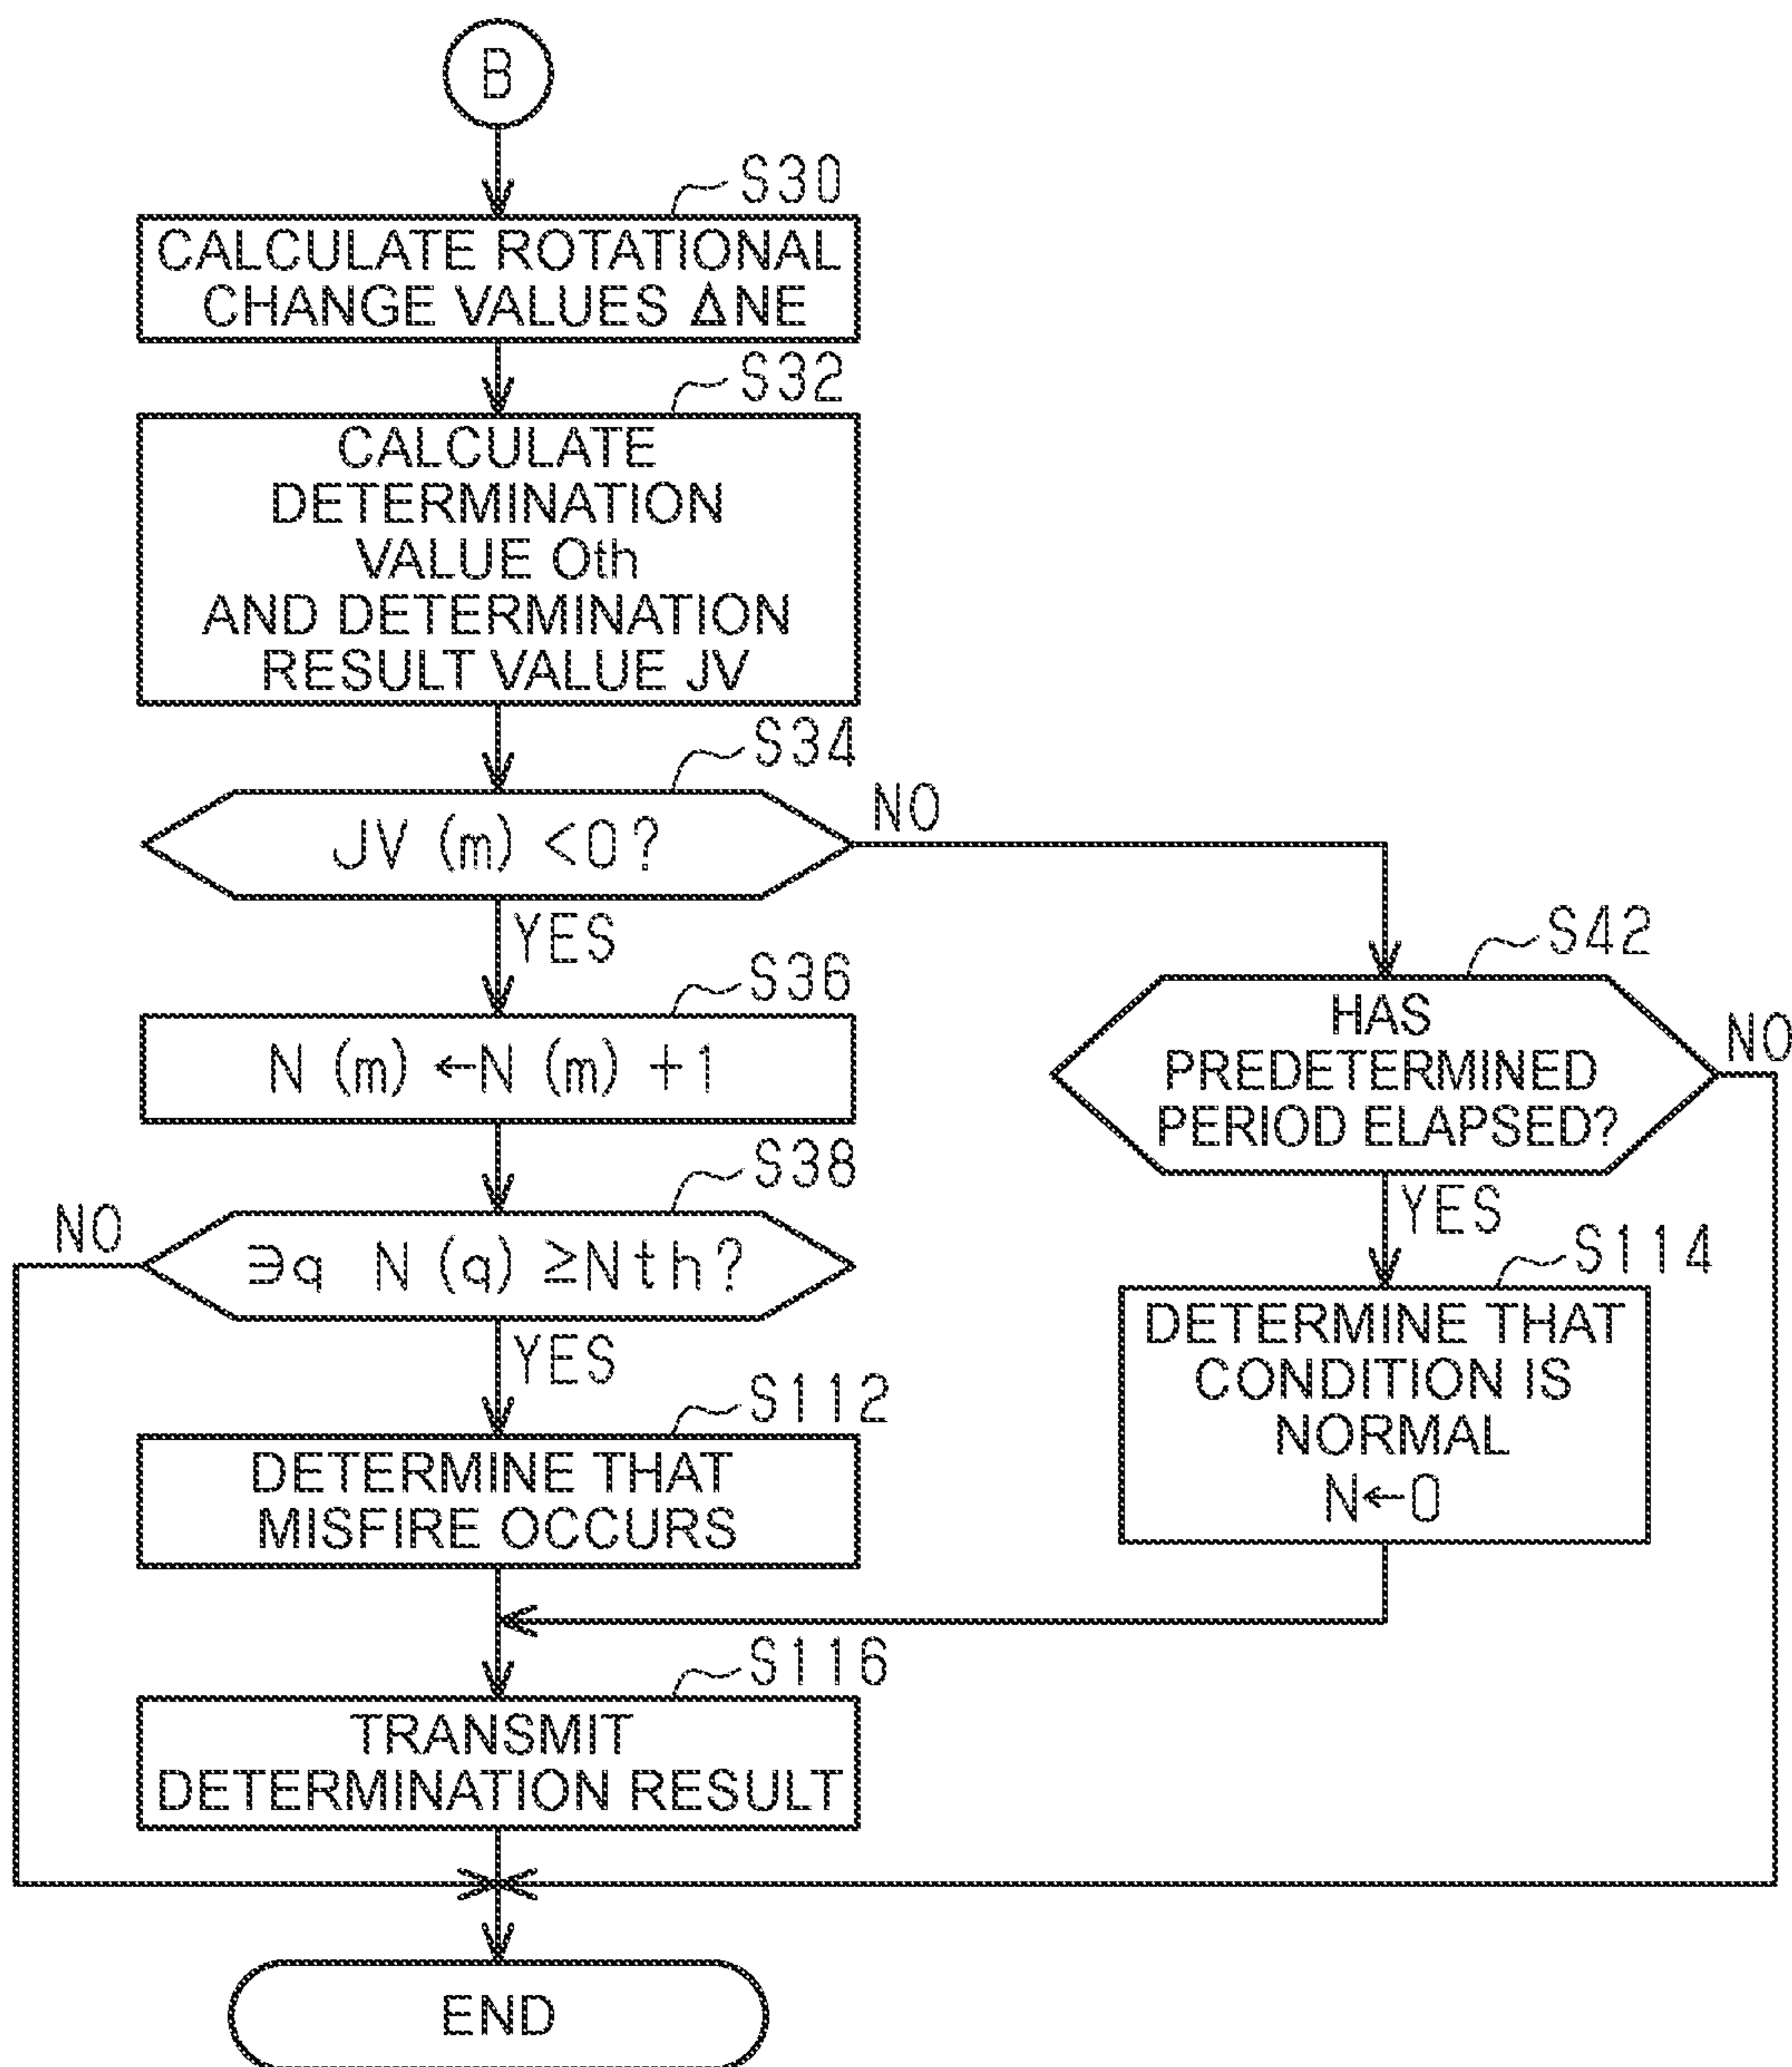 B
S30
CALCULATE ROTATIONAL
CHANGE VALUES ΔNE
S32
CALCULATE
DETERMINATION
VALUE Oth
AND DETERMINATION
RESULT VALUE JV
S34
JV (m) <0?
NO
YES
S36
N (m) ←N (m) +1
S42
HAS
PREDETERMINED
PERIOD ELAPSED?
NO
YES
S38
∋q N (q) ≥Nth?
NO
YES
S114
DETERMINE THAT
CONDITION IS
NORMAL
N←0
S112
DETERMINE THAT
MISFIRE OCCURS
S116
TRANSMIT
DETERMINATION RESULT
END